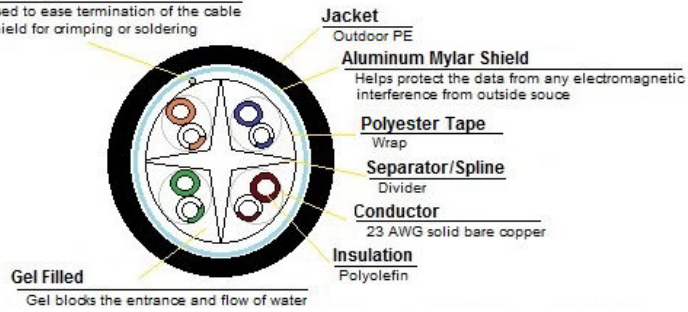 to ease termination of the cable
for crimping or soldering
Jacket
Outdoor PE
Aluminum Mylar Shield
Helps protect the data from any electromagnetic
interference from outside souce
Polyester Tape
Wrap
Separator/Spline
Divider
Conductor
23 AWG solid bare copper
Insulation
Polyolefin
Gel Filled
Gel blocks the entrance and flow of water